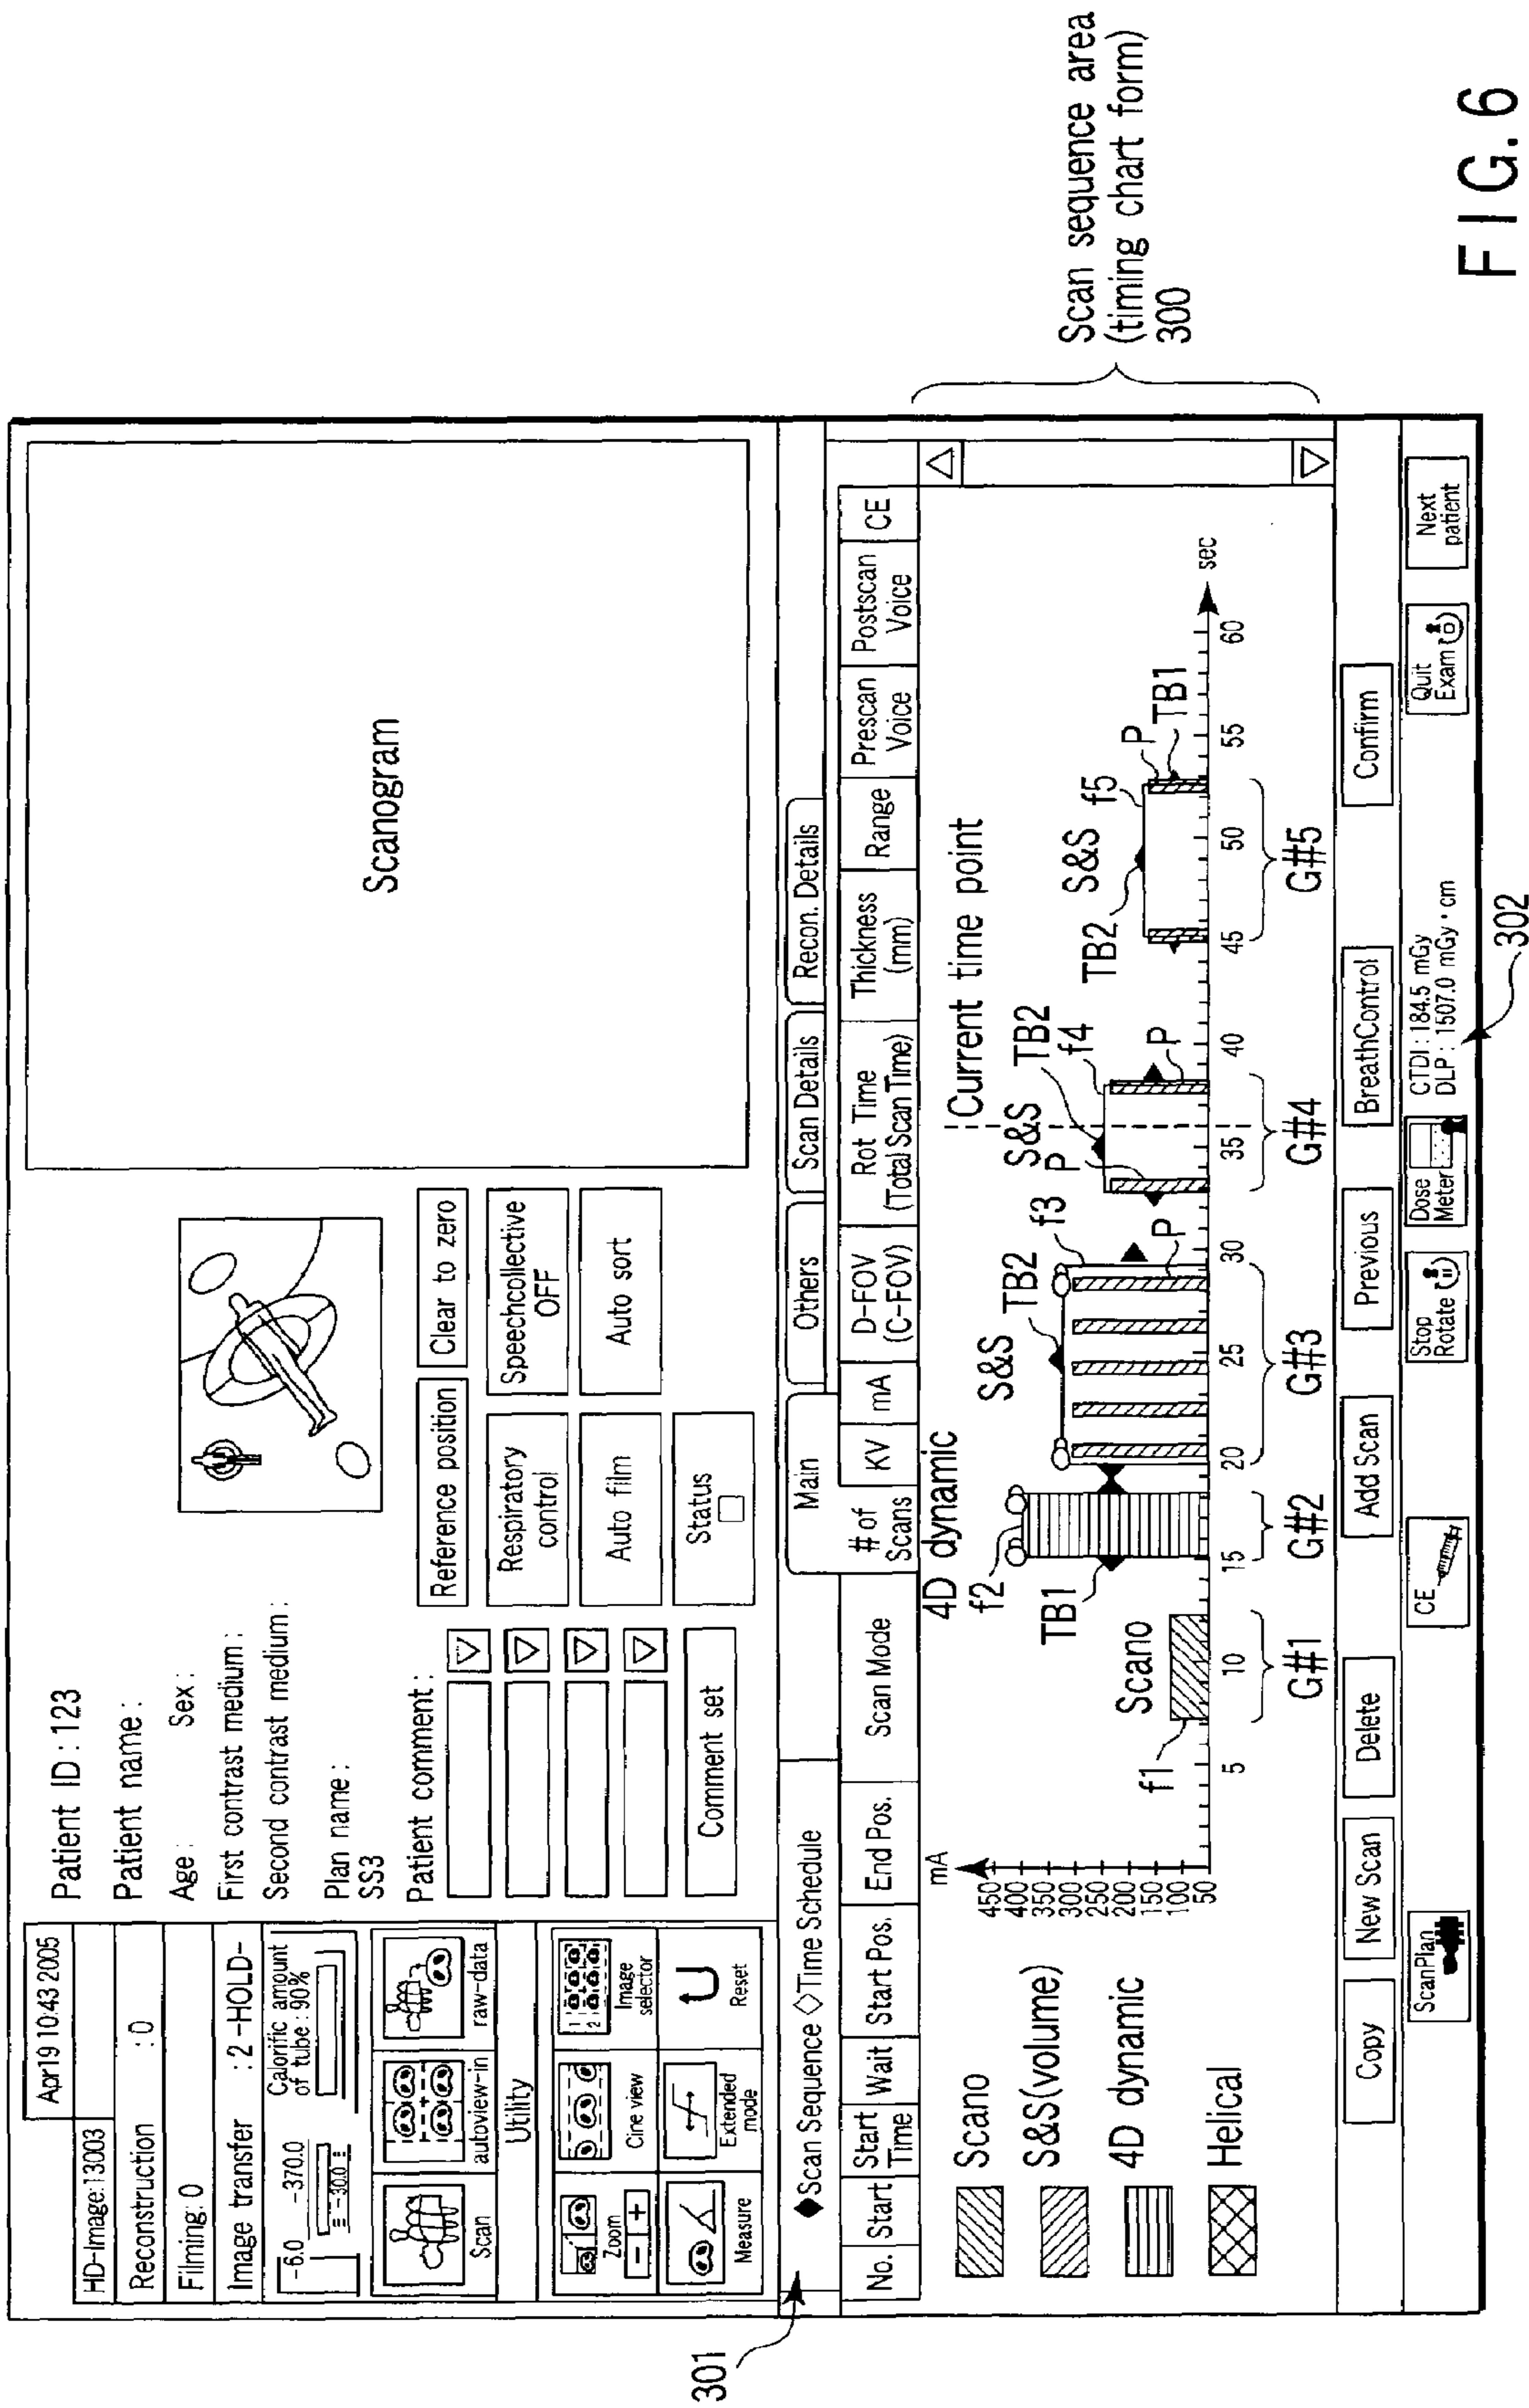 HD-Image:13003
Apr19 10:43 2005
Reconstruction : 0
Filming: 0
Image transfer : 2 -HOLD-
-6.0 -370.0
-30.0
Calorific amount
of tube : 90%
Scan
autoview-in
raw-data
Utility
Zoom
- +
Cine view
Image
selector
1
2
Measure
Extended
mode
Reset
Patient ID : 123
Patient name :
Age : Sex :
First contrast medium :
Second contrast medium :
Plan name :
SS3
Patient comment :
Comment set
Reference position
Clear to zero
Respiratory
control
Speechcollective
OFF
Auto film
Auto sort
Status
Scanogram
301
◆Scan Sequence ◇Time Schedule
Main
Others
Scan Details
Recon. Details
No.
Start
Start
Time
Wait
Start Pos.
End Pos.
Scan Mode
# of
Scans
KV
mA
D-FOV
(C-FOV)
Rot Time
(Total Scan Time)
Thickness
(mm)
Range
Prescan
Voice
Postscan
Voice
CE
Scano
S&S(volume)
4D dynamic
Helical
mA
450
400
350
300
250
200
150
100
50
5
10
15
20
25
30
35
40
45
50
55
60
sec
f1
Scano
G#1
4D dynamic
f2
TB1
G#2
S&S
TB2
f3
P
G#3
S&S
P
TB2
f4
P
G#4
Current time point
TB2
S&S
f5
P
TB1
G#5
Scan sequence area
(timing chart form)
300
Copy
New Scan
Delete
Add Scan
Previous
BreathControl
Confirm
ScanPlan
CE
Stop
Rotate
Dose
Meter
CTDI : 184.5 mGy
DLP : 1507.0 mGy・cm
Quit
Exam
Next
patient
302
FIG. 6